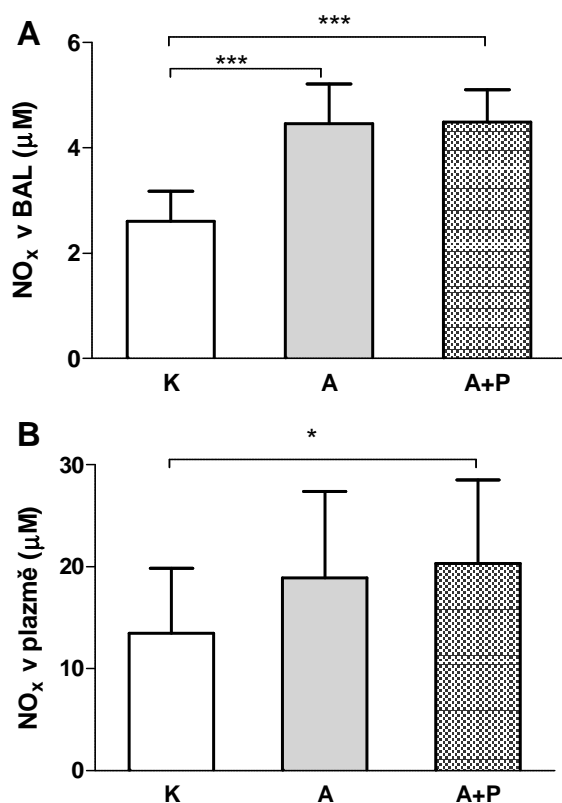 A
***
***
6
4
2
0
NOx v BAL (μM)
K A A+P
B
*
30
20
10
0
NOx v plazmě (μM)
K A A+P